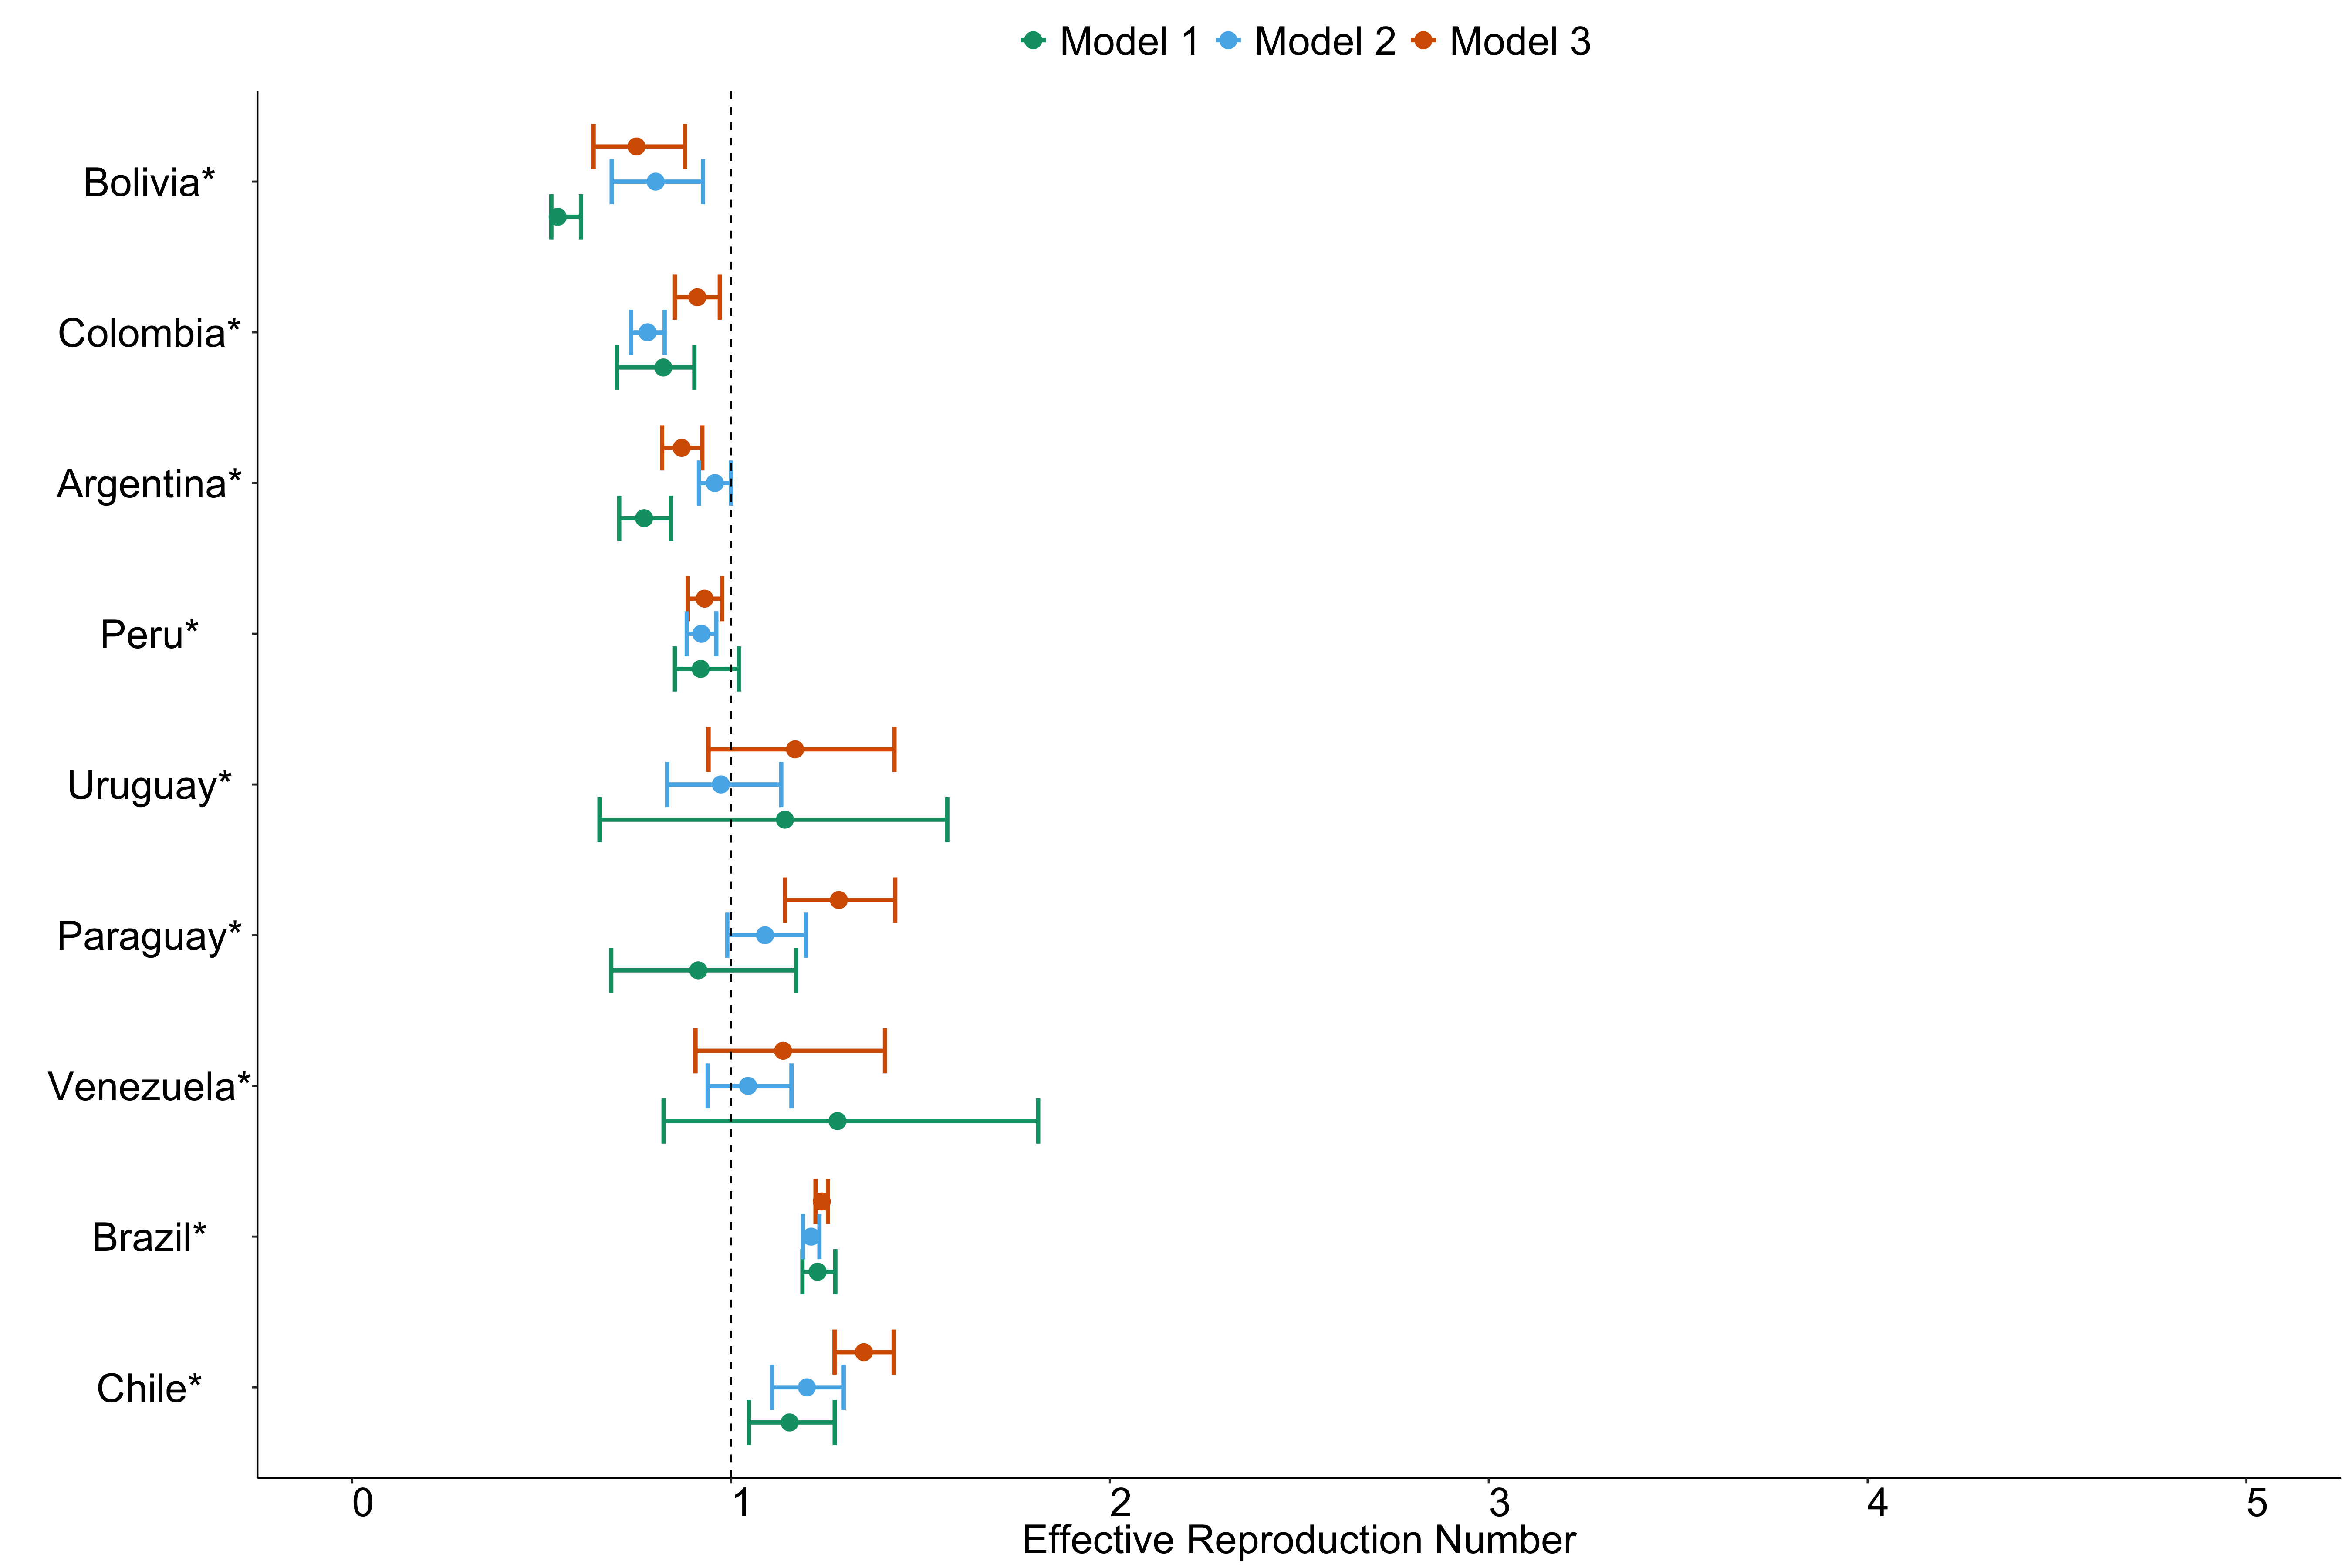 Model 1 Model 2 Model 3
Bolivia*
Colombia*
Argentina*
Peru*
Uruguay*
Paraguay*
Venezuela*
Brazil*
Chile*
0 1 2 3 4 5
Effective Reproduction Number